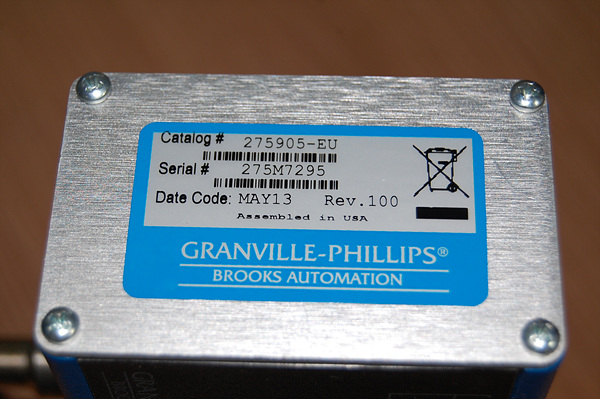 Catalog # 275905-EU
Serial # 275M7295
Date Code: MAY13 Rev.100
Assembled in USA
GRANVILLE-PHILLIPS®
BROOKS AUTOMATION